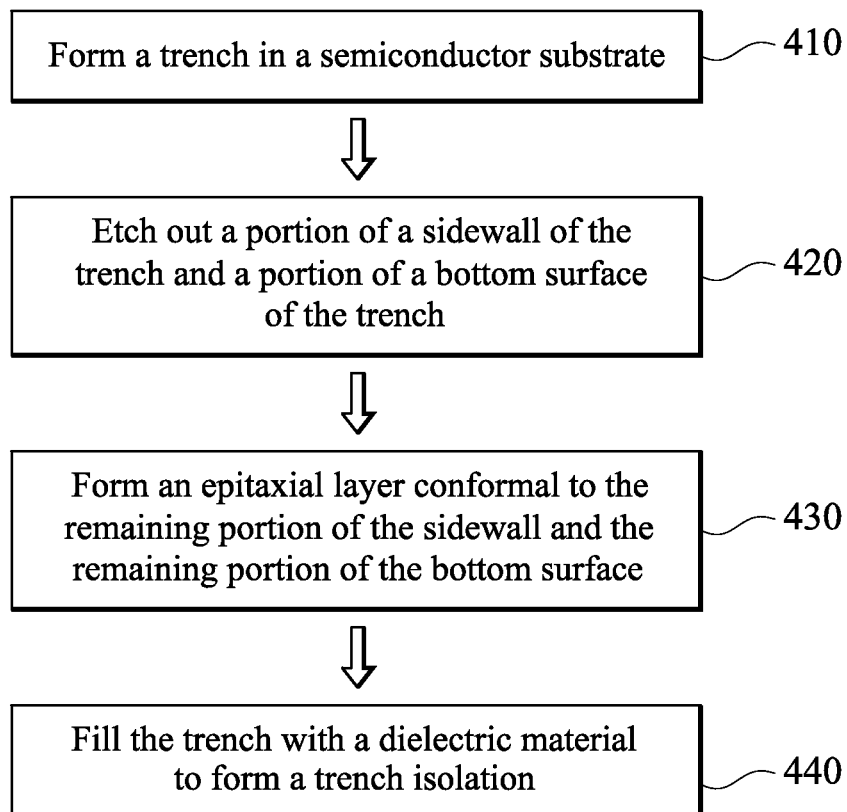 Form a trench in a semiconductor substrate
410
Etch out a portion of a sidewall of the
trench and a portion of a bottom surface
of the trench
420
Form an epitaxial layer conformal to the
remaining portion of the sidewall and the
remaining portion of the bottom surface
430
Fill the trench with a dielectric material
to form a trench isolation
440